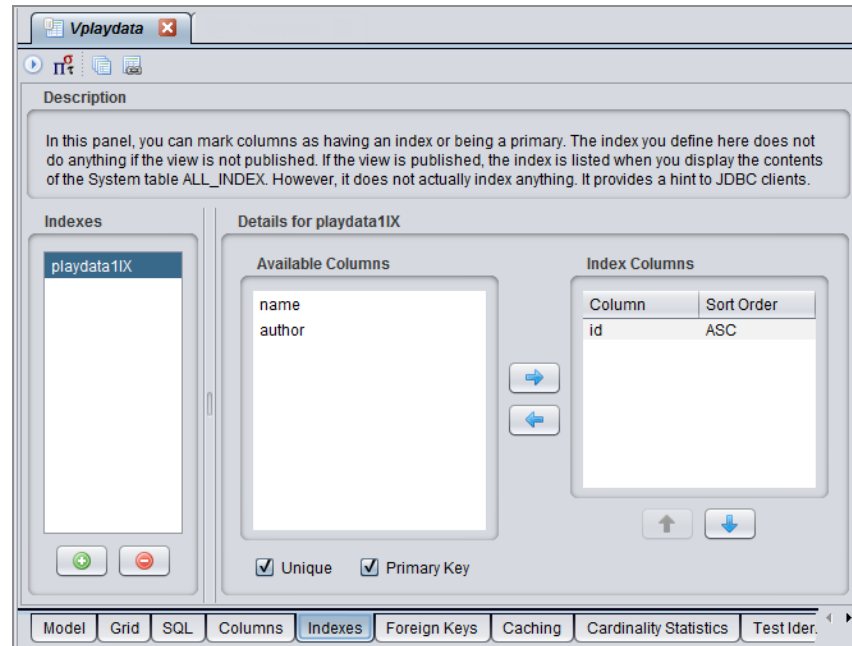 Vplaydata
Πστ
Description
In this panel, you can mark columns as having an index or being a primary. The index you define here does not
do anything if the view is not published. If the view is published, the index is listed when you display the contents
of the System table ALL_INDEX. However, it does not actually index anything. It provides a hint to JDBC clients.
Indexes
Details for playdata1IX
playdata1IX
Available Columns
name
author
Index Columns
Column Sort Order
id ASC
Unique Primary Key
Model Grid SQL Columns Indexes Foreign Keys Caching Cardinality Statistics Test Ider.